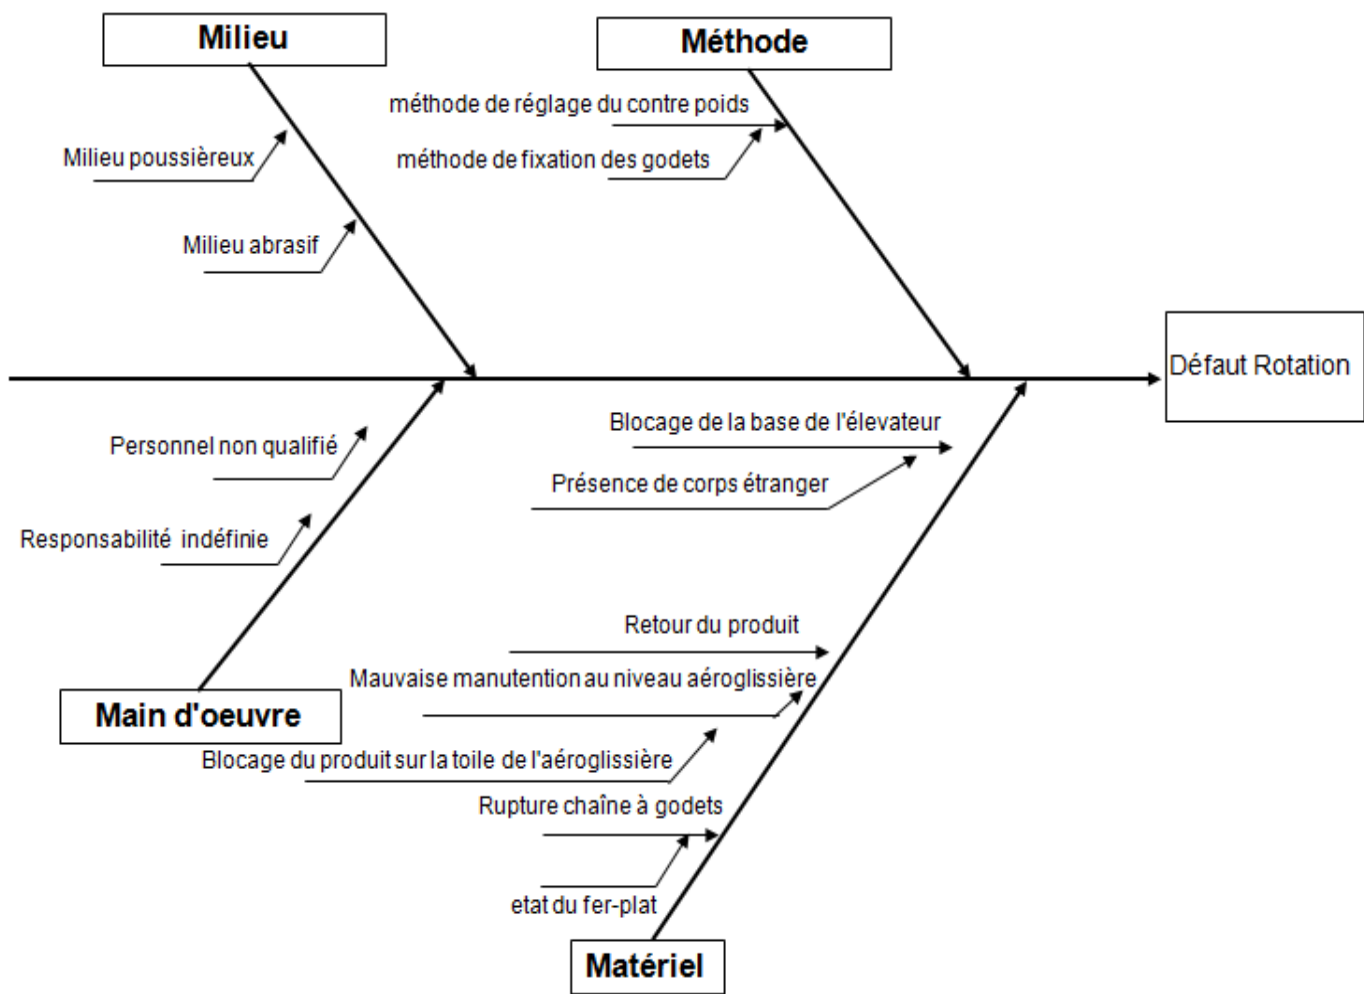 Milieu
Méthode
méthode de réglage du contre poids
Milieu poussièreux
méthode de fixation des godets
Milieu abrasif
Défaut Rotation
Blocage de la base de l'élevateur
Personnel non qualifié
Présence de corps étranger
Responsabilité indéfinie
Retour du produit
Mauvaise manutention au niveau aéroglissière
Main d'oeuvre
Blocage du produit sur la toile de l'aéroglissière
Rupture chaîne à godets
etat du fer-plat
Matériel